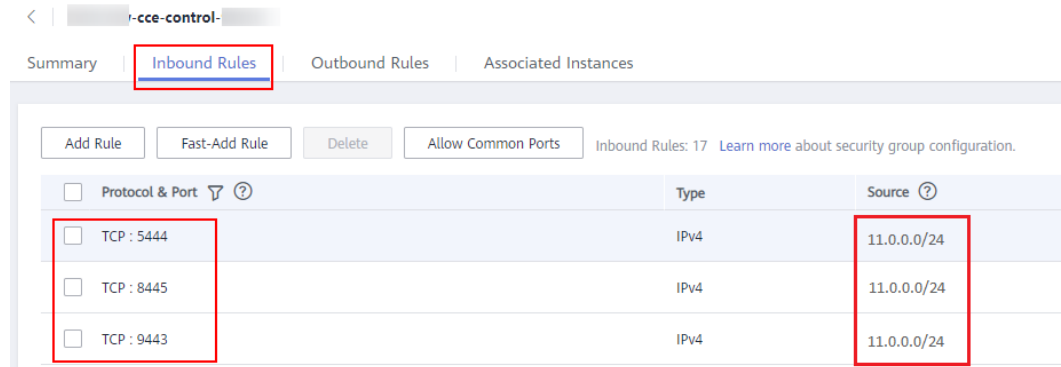 -cce-control-
Summary Inbound Rules Outbound Rules Associated Instances
Add Rule Fast-Add Rule Delete Allow Common Ports Inbound Rules: 17 Learn more about security group configuration.
Protocol & Port Type Source
TCP : 5444 IPv4 11.0.0.0/24
TCP : 8445 IPv4 11.0.0.0/24
TCP : 9443 IPv4 11.0.0.0/24